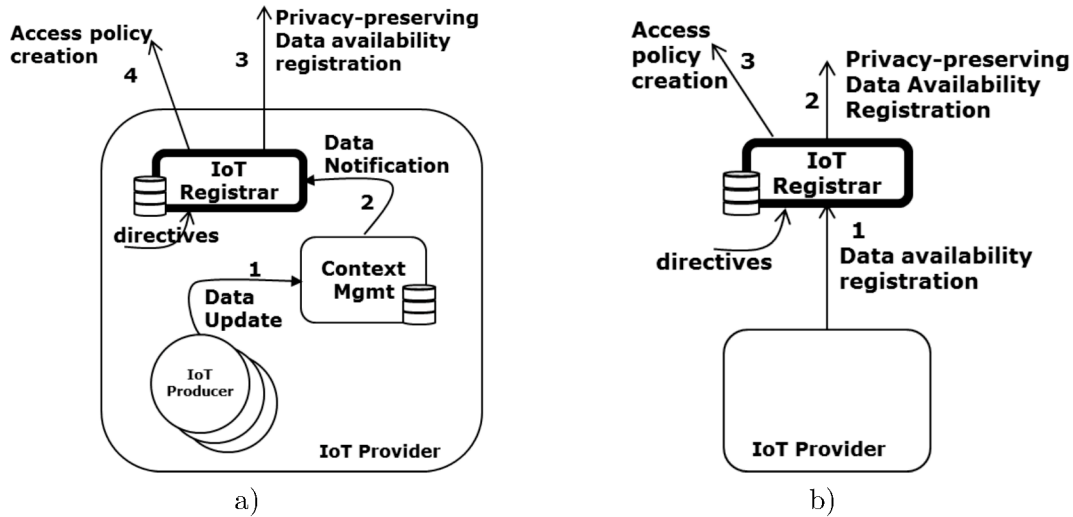 Access policy
creation
4
3
Privacy-preserving
Data availability
registration
Data
Notification
IoT
Registrar
2
directives
1
Context
Mgmt
Data
Update
IoT
Producer
IoT Provider
a)
Access
policy
creation
3
2
Privacy-preserving
Data Availability
Registration
IoT
Registrar
1
directives
Data availability
registration
IoT Provider
b)